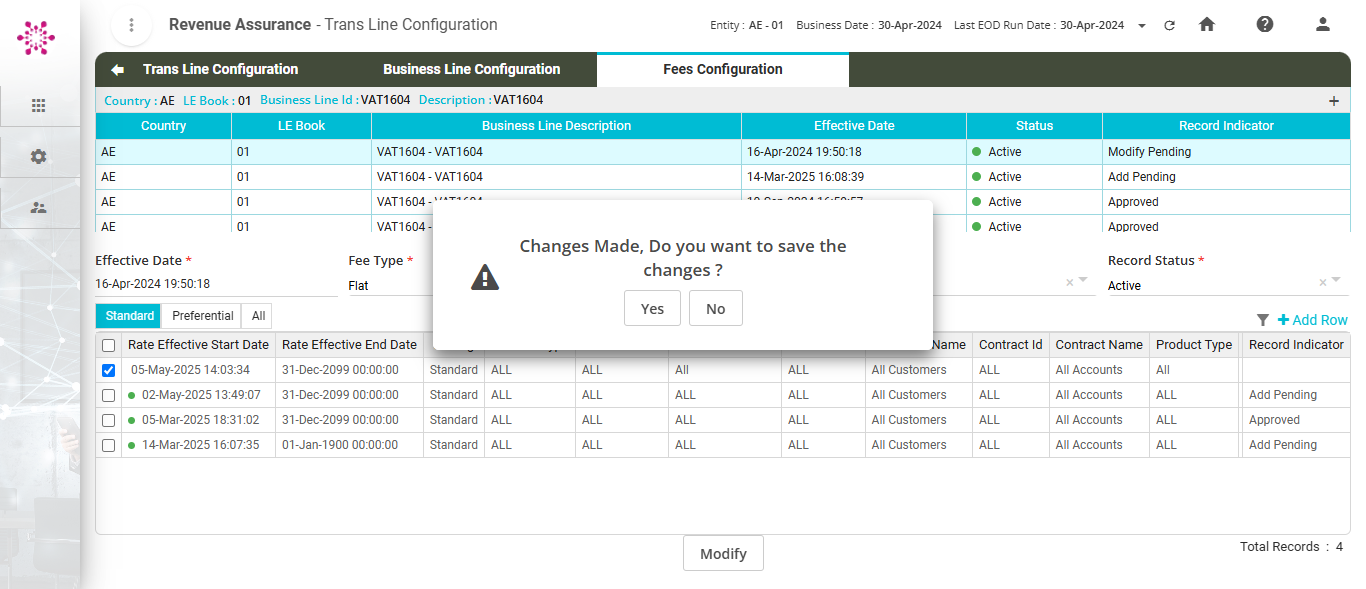 Revenue Assurance - Trans Line Configuration Entity : AE - 01 Business Date : 30-Apr-2024 Last EOD Run Date : 30-Apr-2024
Trans Line Configuration Business Line Configuration Fees Configuration
Country : AE LE Book : 01 Business Line Id : VAT1604 Description : VAT1604 +
Country LE Book Business Line Description Effective Date Status Record Indicator
AE 01 VAT1604 - VAT1604 16-Apr-2024 19:50:18 Active Modify Pending
AE 01 VAT1604 - VAT1604 14-Mar-2025 16:08:39 Active Add Pending
AE 01 VAT1604 - VAT1604 Active Approved
AE 01 VAT1604 - Active Approved
Changes Made, Do you want to save the
changes ?
Yes No
Effective Date * Fee Type * Record Status *
16-Apr-2024 19:50:18 Flat Active
Standard Preferential All + Add Row
Rate Effective Start Date Rate Effective End Date Name Contract Id Contract Name Product Type Record Indicator
05-May-2025 14:03:34 31-Dec-2099 00:00:00 Standard ALL ALL All ALL All Customers ALL All Accounts All
02-May-2025 13:49:07 31-Dec-2099 00:00:00 Standard ALL ALL ALL ALL All Customers ALL All Accounts ALL Add Pending
05-Mar-2025 18:31:02 31-Dec-2099 00:00:00 Standard ALL ALL ALL ALL All Customers ALL All Accounts ALL Approved
14-Mar-2025 16:07:35 01-Jan-1900 00:00:00 Standard ALL ALL ALL ALL All Customers ALL All Accounts ALL Add Pending
Modify
Total Records : 4